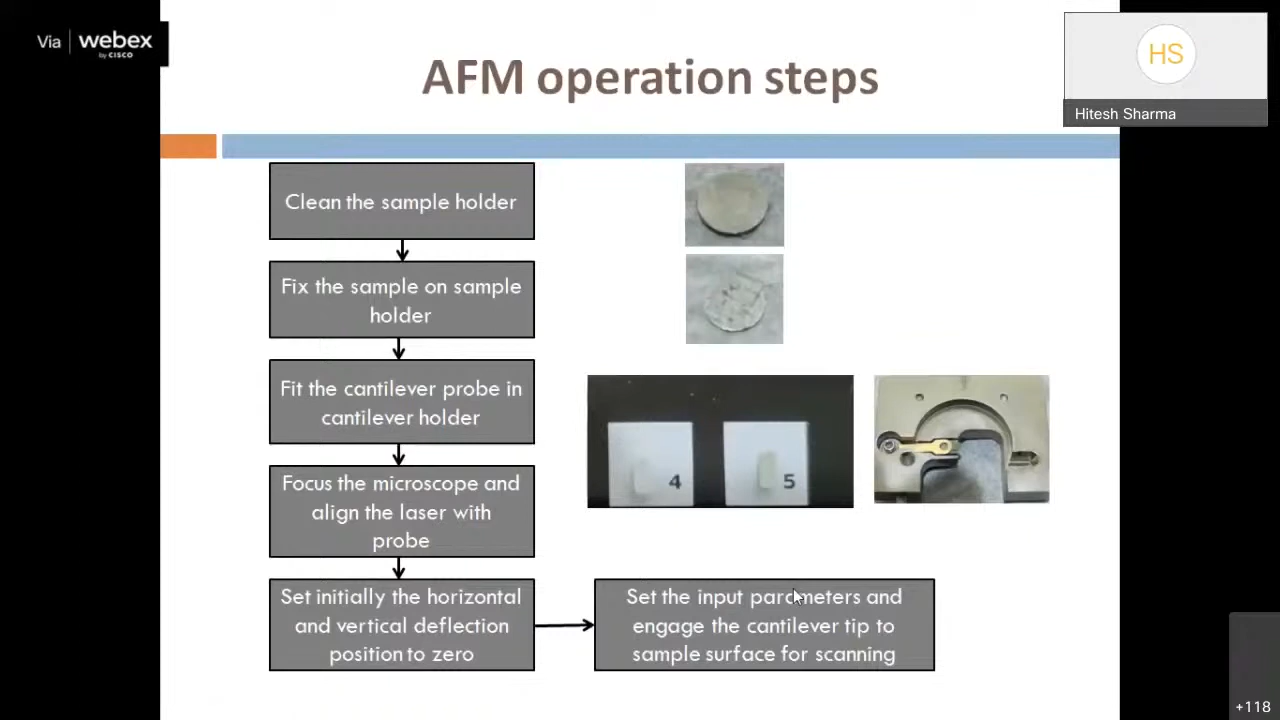 Via webex
by CISCO
AFM operation steps
HS
Hitesh Sharma
Clean the sample holder
Fix the sample on sample
holder
Fit the cantilever probe in
cantilever holder
4
5
Focus the microscope and
align the laser with
probe
Set initially the horizontal
and vertical deflection
position to zero
Set the input parameters and
engage the cantilever tip to
sample surface for scanning
+118